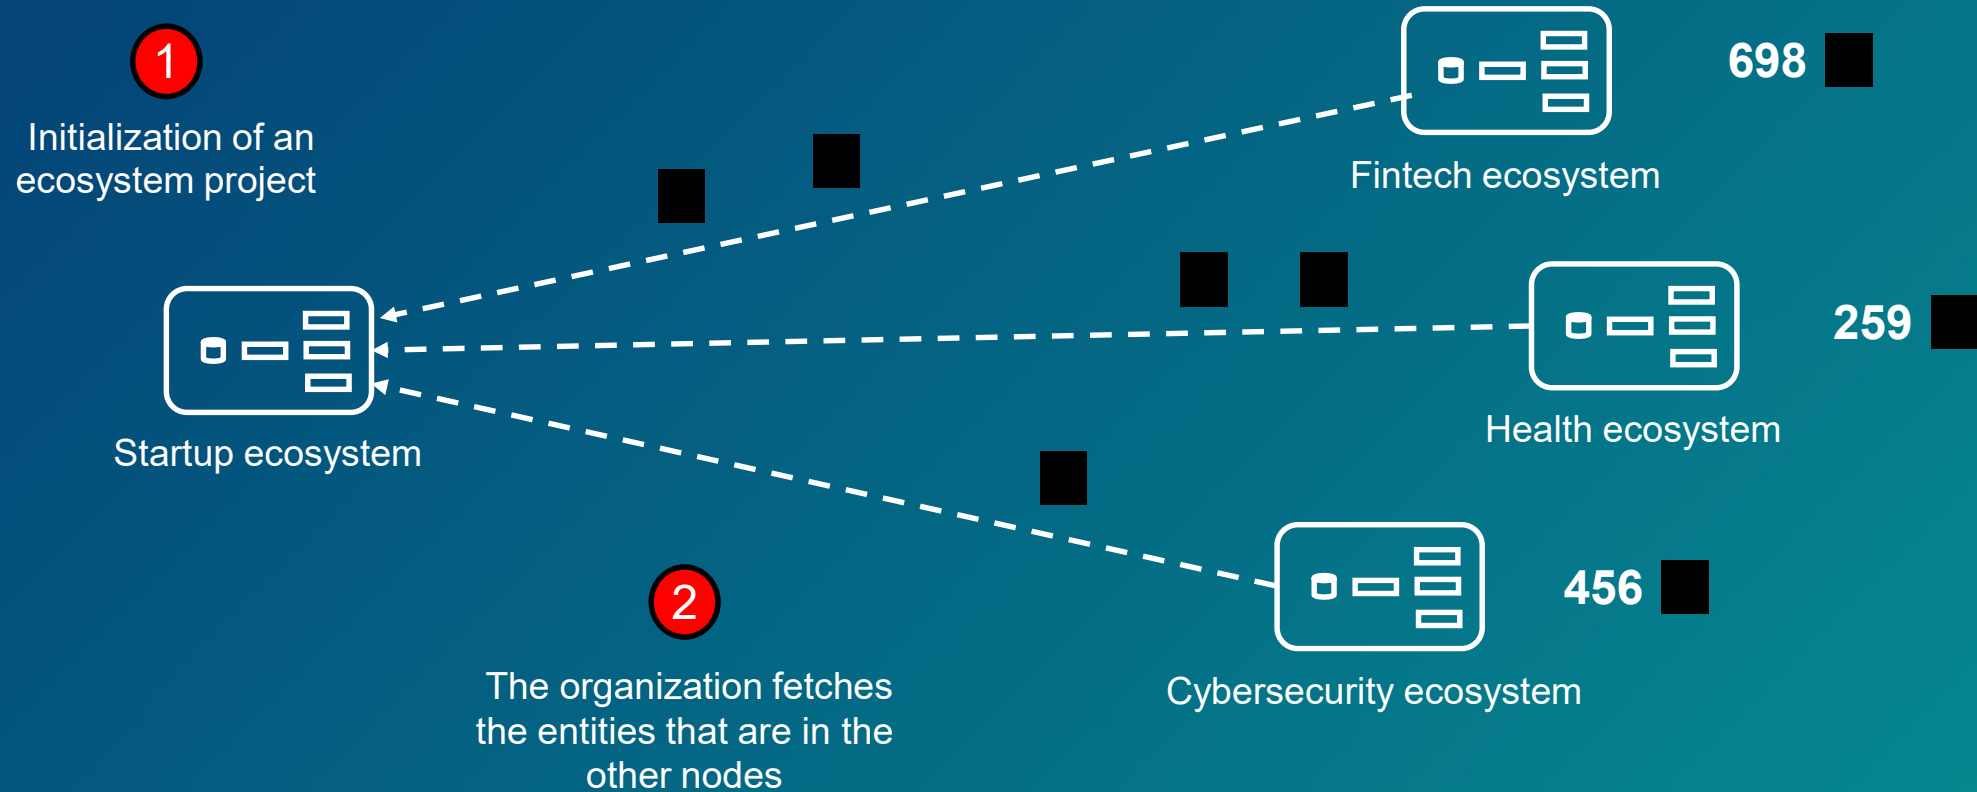 1
Initialization of an
ecosystem project
698
Fintech ecosystem
259
Health ecosystem
Startup ecosystem
456
Cybersecurity ecosystem
2
The organization fetches
the entities that are in the
other nodes